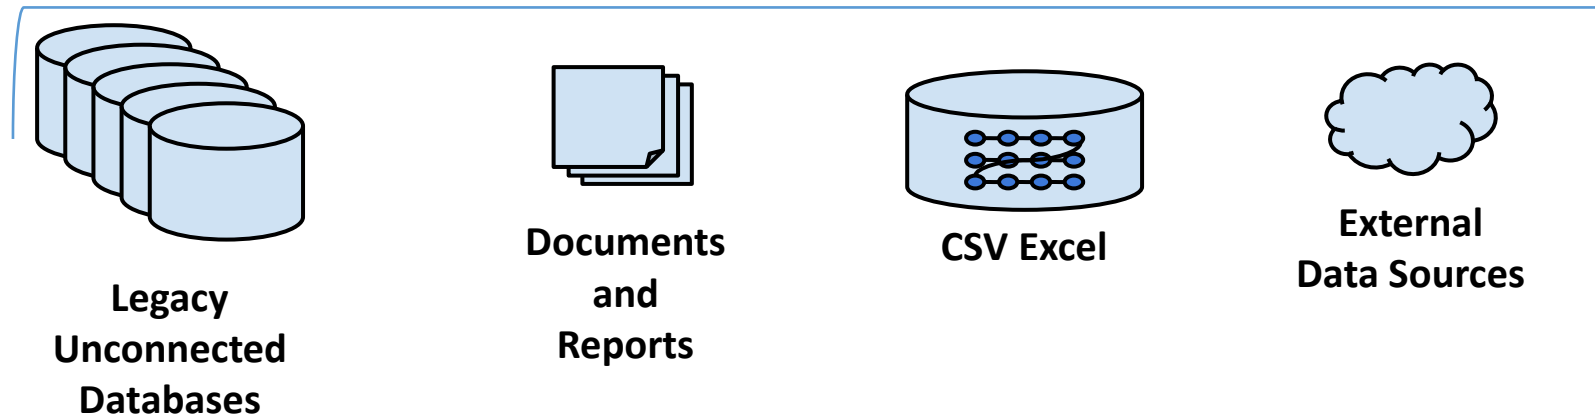 Legacy
Unconnected
Databases
Documents
and
Reports
CSV Excel
External
Data Sources